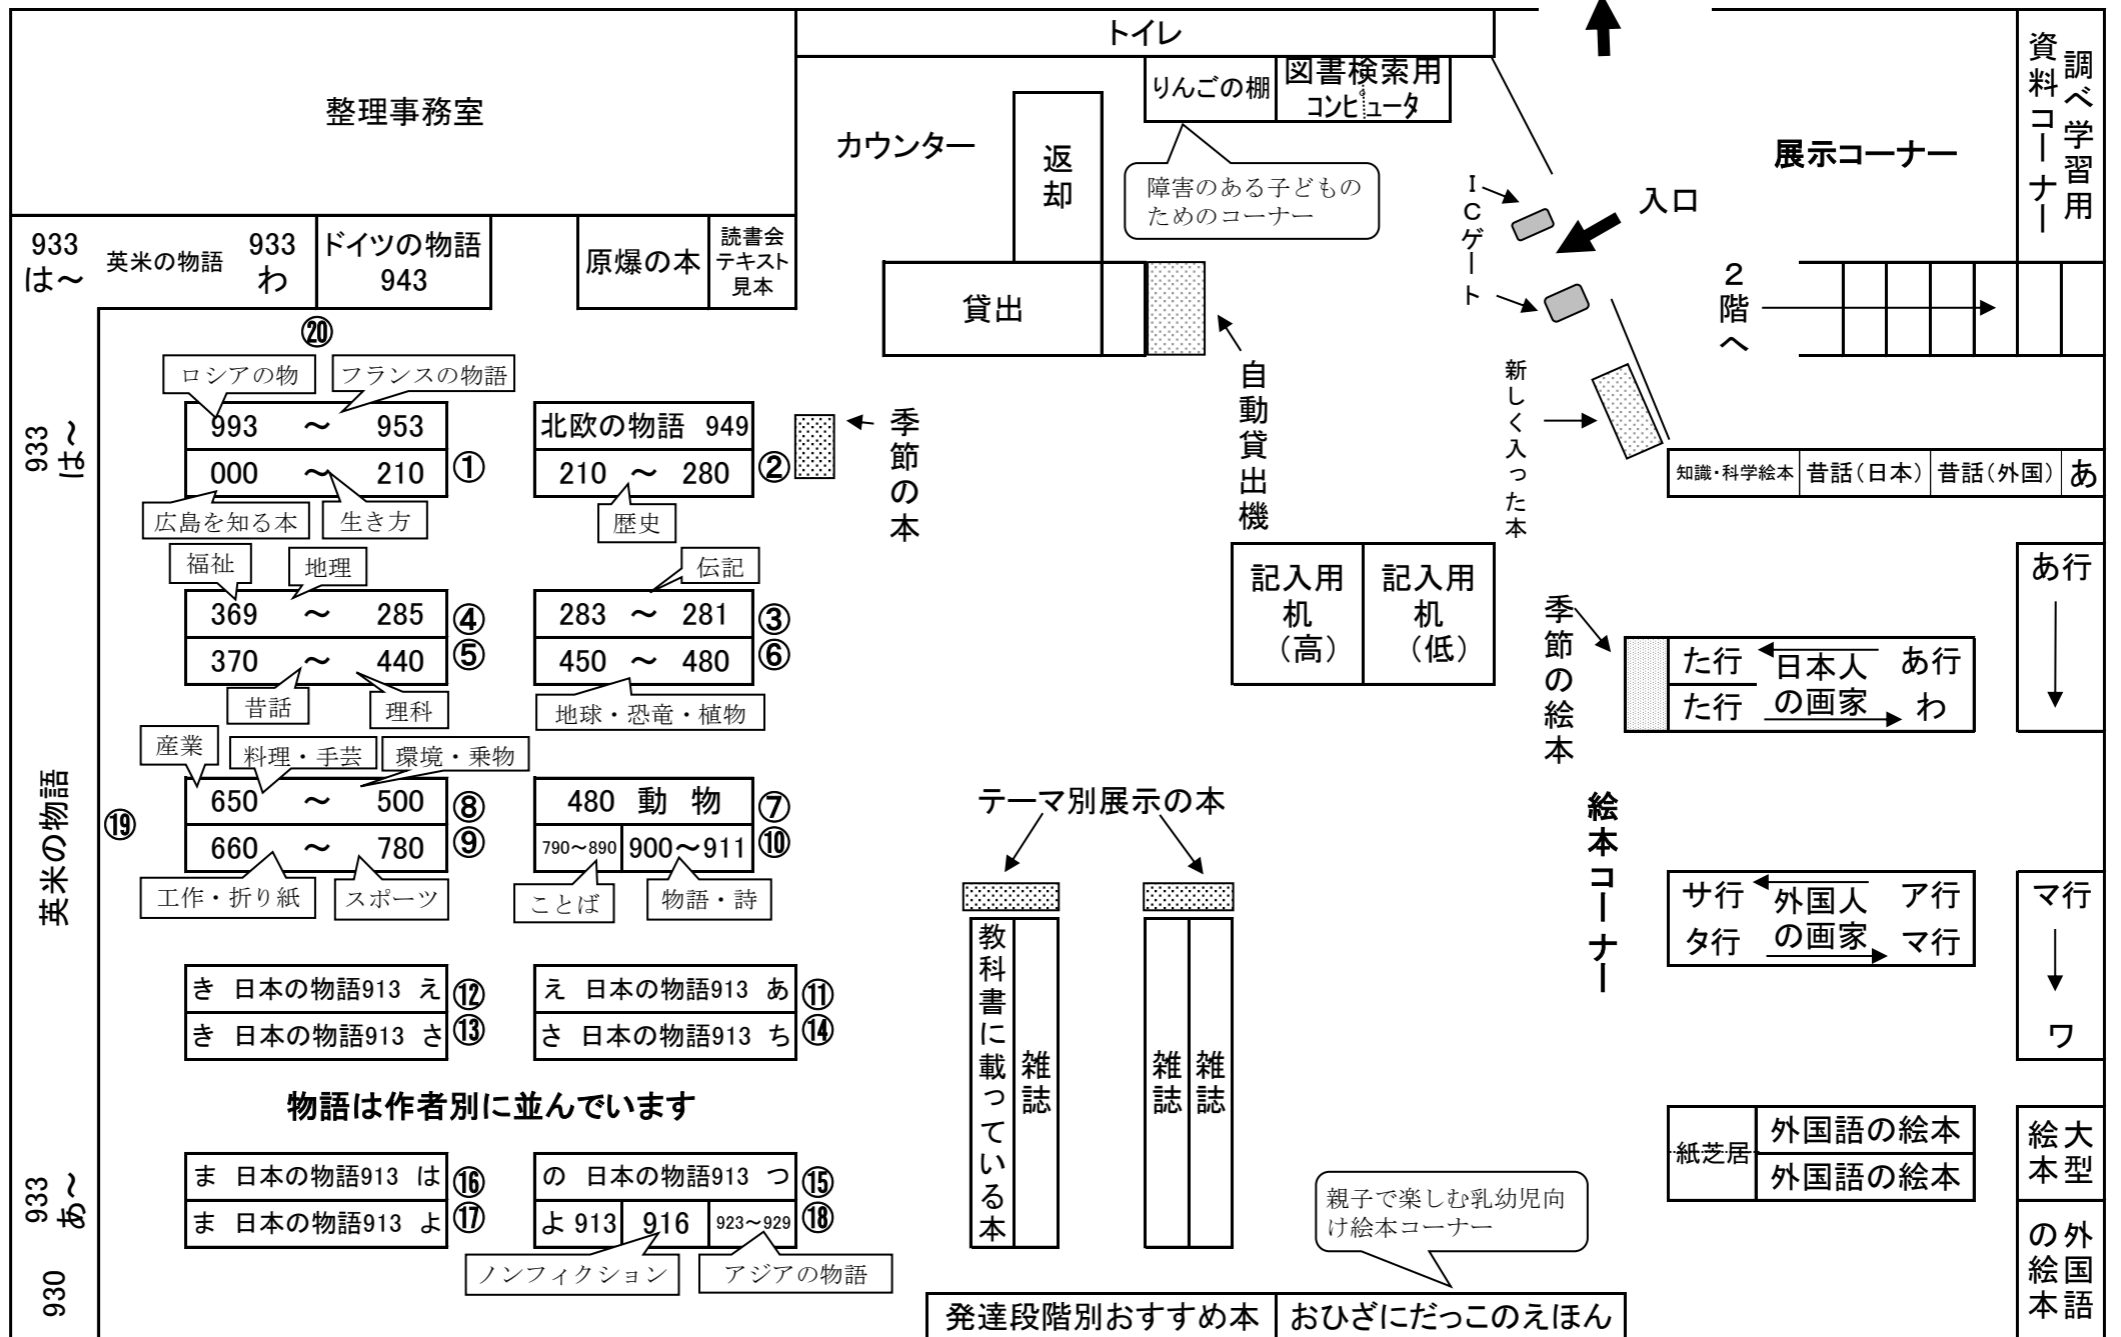 トイレ
整理事務室
カウンター
返却
りんごの棚
図書検索用
コンピュータ
障害のある子どもの
ためのコーナー
ICゲート
入口
展示コーナー
調べ学習用
資料コーナー
933
は～
英米の物語
933
わ
ドイツの物語
943
原爆の本
読書会
テキスト
見本
貸出
自動貸出機
2階へ
新しく入った本
⑳
ロシアの物
フランスの物語
993 ～ 953
000 ～ 210
①
広島を知る本
生き方
北欧の物語 949
210 ～ 280
②
歴史
季節の本
933
は～
知識・科学絵本
昔話(日本)
昔話(外国)
あ
福祉
地理
369 ～ 285
④
370 ～ 440
⑤
昔話
理科
伝記
283 ～ 281
③
450 ～ 480
⑥
地球・恐竜・植物
記入用
机
(高)
記入用
机
(低)
季節の絵本
た行
た行
日本人
の画家
あ行
わ
あ行
産業
料理・手芸
環境・乗物
650 ～ 500
⑧
660 ～ 780
⑨
工作・折り紙
スポーツ
480 動 物
⑦
790～890
900～911
⑩
ことば
物語・詩
英米の物語
⑲
テーマ別展示の本
絵本コーナー
サ行
タ行
外国人
の画家
ア行
マ行
マ行
ワ
き 日本の物語913 え
⑫
き 日本の物語913 さ
⑬
え 日本の物語913 あ
⑪
さ 日本の物語913 ち
⑭
教科書に載っている本
雑誌
雑誌
雑誌
物語は作者別に並んでいます
ま 日本の物語913 は
⑯
ま 日本の物語913 よ
⑰
の 日本の物語913 つ
⑮
よ 913
916
923～929
⑱
ノンフィクション
アジアの物語
933
あ～
930
紙芝居
外国語の絵本
外国語の絵本
大型
絵本
外国語
の絵本
親子で楽しむ乳幼児向
け絵本コーナー
発達段階別おすすめ本
おひざにだっこのえほん